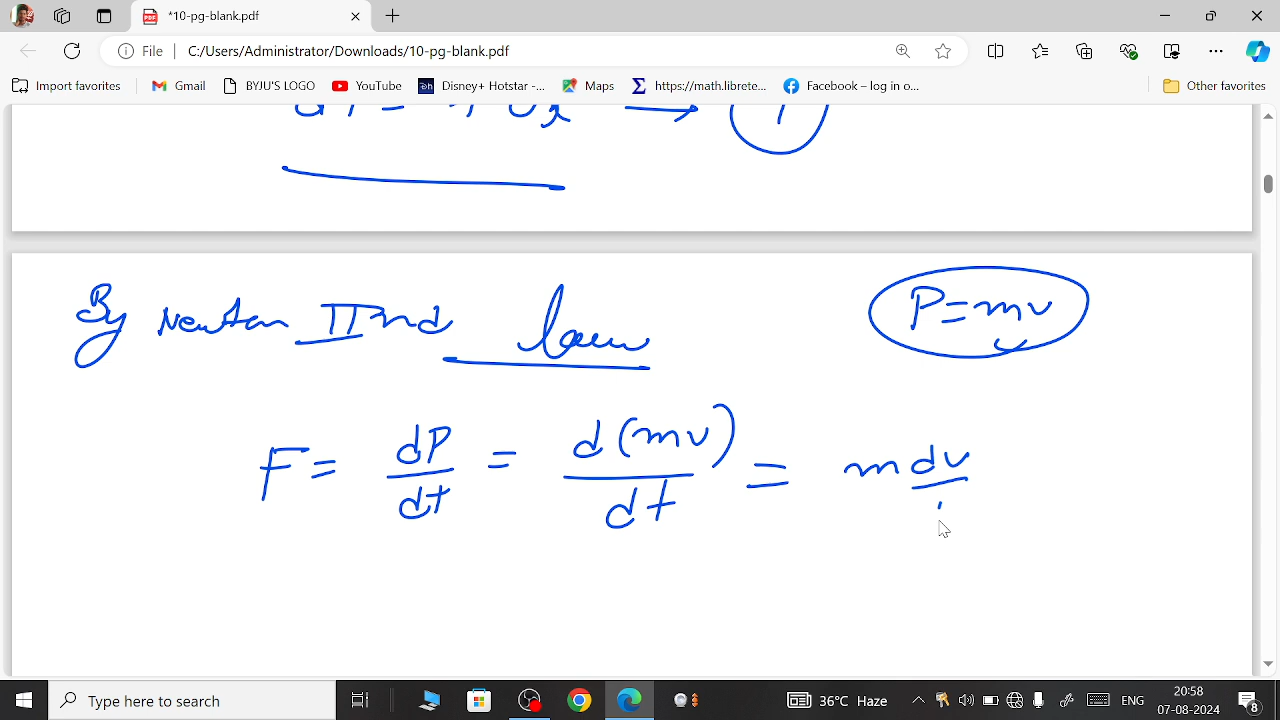 *10-pg-blank.pdf
File | C:/Users/Administrator/Downloads/10-pg-blank.pdf
Import favorites Gmail BYJU'S LOGO YouTube Disney+ Hotstar -... Maps https://math.librete... Facebook – log in o... Other favorites
By Newton IInd law P=mv
F = dP/dt = d(mv)/dt = m dv/
Type here to search
36°C Haze
ENG
20:58
07-08-2024
8